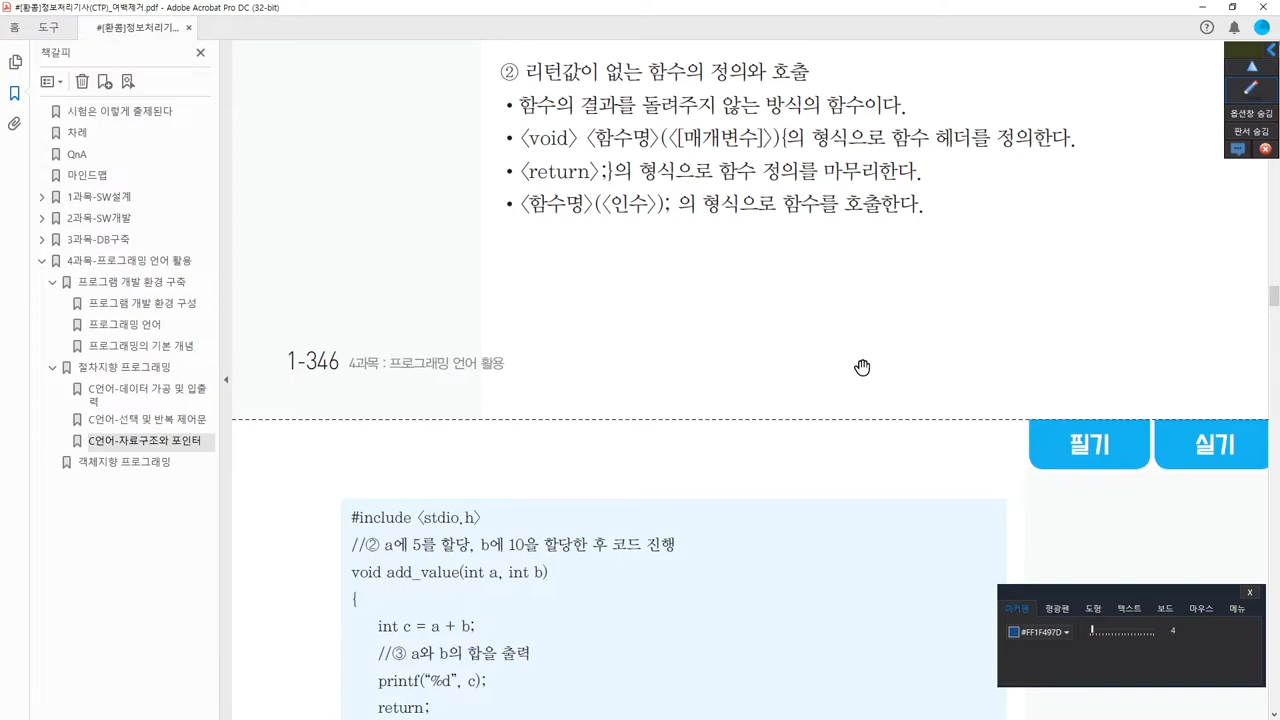 #[환콤]정보처리기사(CTP)_여백제거.pdf - Adobe Acrobat Pro DC (32-bit)
홈
도구
#[환콤]정보처리기...
×
책갈피
시험은 이렇게 출제된다
차례
QnA
마인드맵
1과목-SW설계
2과목-SW개발
3과목-DB구축
4과목-프로그래밍 언어 활용
프로그램 개발 환경 구축
프로그램 개발 환경 구성
프로그래밍 언어
프로그래밍의 기본 개념
절차지향 프로그래밍
C언어-데이터 가공 및 입출
력
C언어-선택 및 반복 제어문
C언어-자료구조와 포인터
객체지향 프로그래밍
② 리턴값이 없는 함수의 정의와 호출
• 함수의 결과를 돌려주지 않는 방식의 함수이다.
• 〈void〉 〈함수명〉(〈[매개변수]〉){의 형식으로 함수 헤더를 정의한다.
• 〈return〉;}의 형식으로 함수 정의를 마무리한다.
• 〈함수명〉(〈인수〉); 의 형식으로 함수를 호출한다.
1-346 4과목 : 프로그래밍 언어 활용
필기 실기
#include 〈stdio.h〉
//② a에 5를 할당, b에 10을 할당한 후 코드 진행
void add_value(int a, int b)
{
int c = a + b;
//③ a와 b의 합을 출력
printf(“%d”, c);
return;
옵션창 숨김
판서 숨김
X
마커펜 형광펜 도형 텍스트 보드 마우스 메뉴
#FF1F497D 4